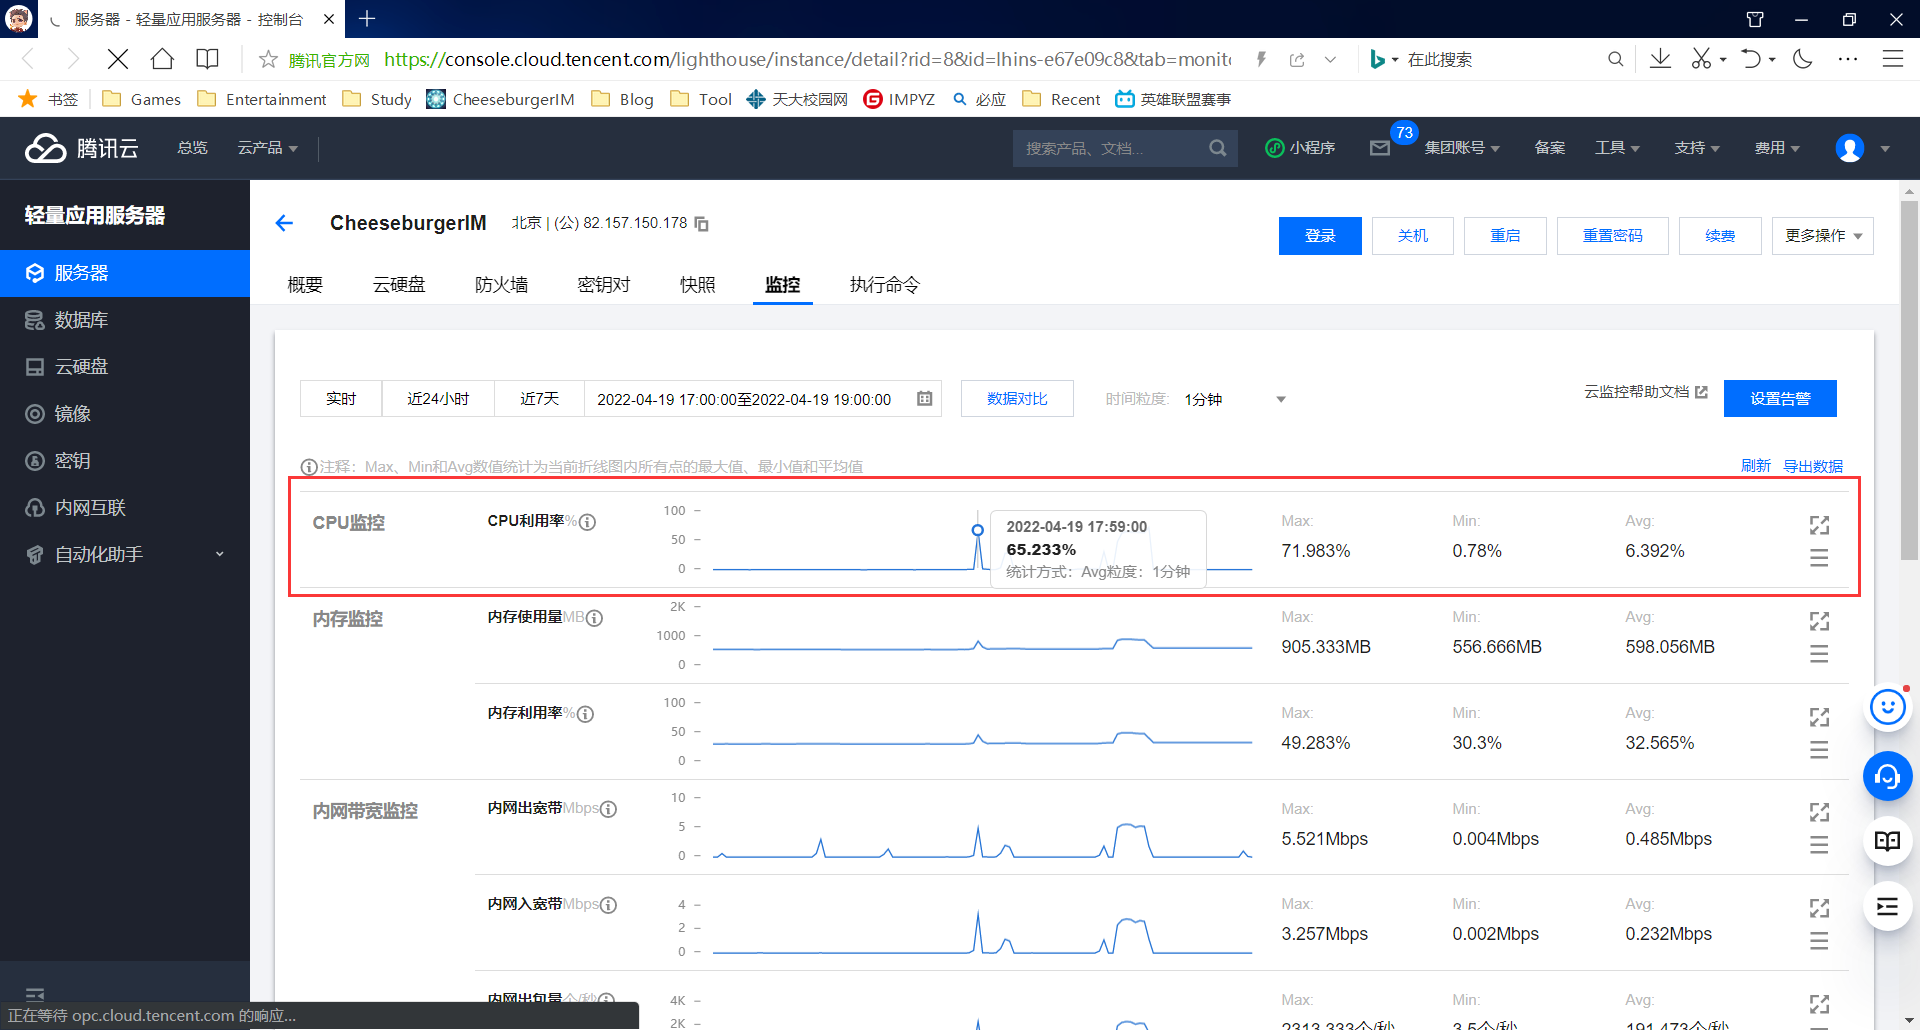 服务器 - 轻量应用服务器 - 控制台
腾讯官方网 https://console.cloud.tencent.com/lighthouse/instance/detail?rid=8&id=lhins-e67e09c8&tab=monit 在此搜索
书签 Games Entertainment Study CheeseburgerIM Blog Tool 天大校园网 IMPYZ 必应 Recent 英雄联盟赛事
腾讯云 总览 云产品 搜索产品、文档... 小程序 73 集团账号 备案 工具 支持 费用
轻量应用服务器
服务器
数据库
云硬盘
镜像
密钥
内网互联
自动化助手
CheeseburgerIM 北京 | (公) 82.157.150.178
登录 关机 重启 重置密码 续费 更多操作
概要 云硬盘 防火墙 密钥对 快照 监控 执行命令
实时 近24小时 近7天 2022-04-19 17:00:00至2022-04-19 19:00:00 数据对比 时间粒度: 1分钟 云监控帮助文档 设置告警
注释：Max、Min和Avg数值统计为当前折线图内所有点的最大值、最小值和平均值 刷新 导出数据
CPU监控 CPU利用率%
100
50
0
2022-04-19 17:59:00
65.233%
统计方式：Avg粒度：1分钟
Max: Min: Avg:
71.983% 0.78% 6.392%
内存监控 内存使用量MB
2K
1000
0
Max: Min: Avg:
905.333MB 556.666MB 598.056MB
内存利用率%
100
50
0
Max: Min: Avg:
49.283% 30.3% 32.565%
内网带宽监控 内网出宽带Mbps
10
5
0
Max: Min: Avg:
5.521Mbps 0.004Mbps 0.485Mbps
内网入宽带Mbps
4
2
0
Max: Min: Avg:
3.257Mbps 0.002Mbps 0.232Mbps
内网出包量个/秒
4K
2K
Max: Min: Avg:
2313.333个/秒 3.5个/秒 191.473个/秒
正在等待 opc.cloud.tencent.com 的响应...